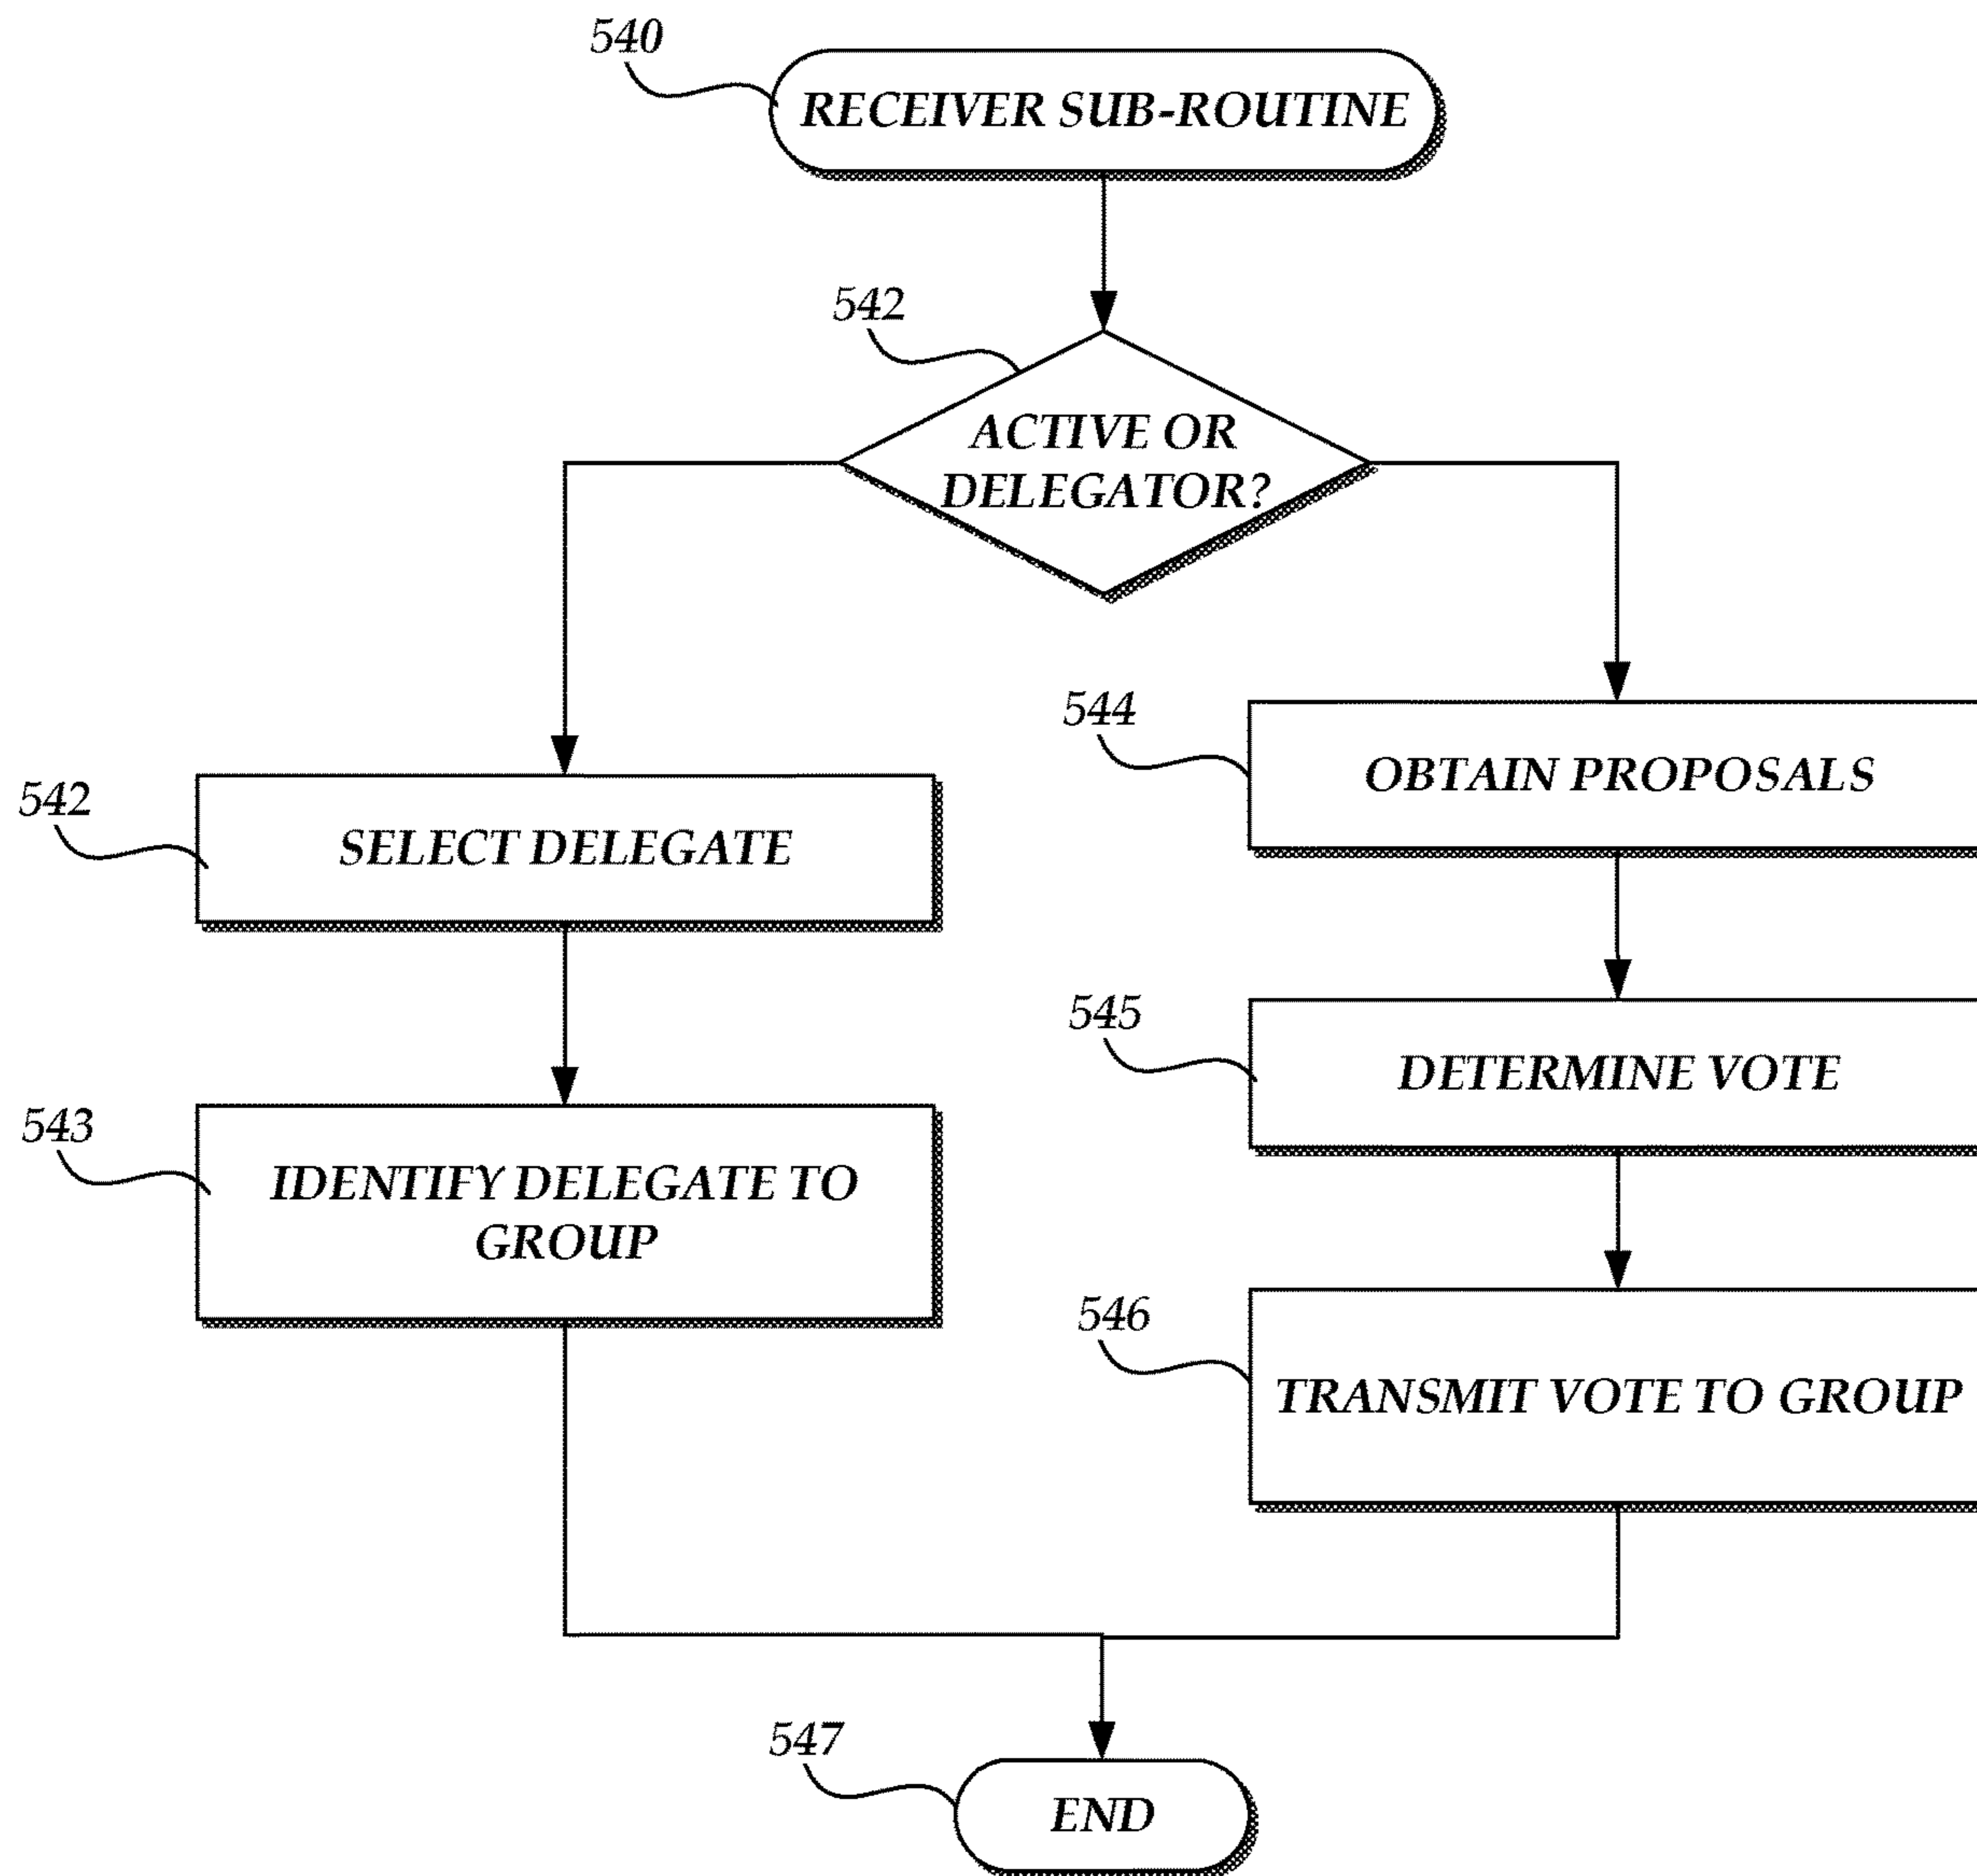 540
RECEIVER SUB-ROUTINE
542
ACTIVE OR
DELEGATOR?
542
SELECT DELEGATE
543
IDENTIFY DELEGATE TO
GROUP
544
OBTAIN PROPOSALS
545
DETERMINE VOTE
546
TRANSMIT VOTE TO GROUP
547
END